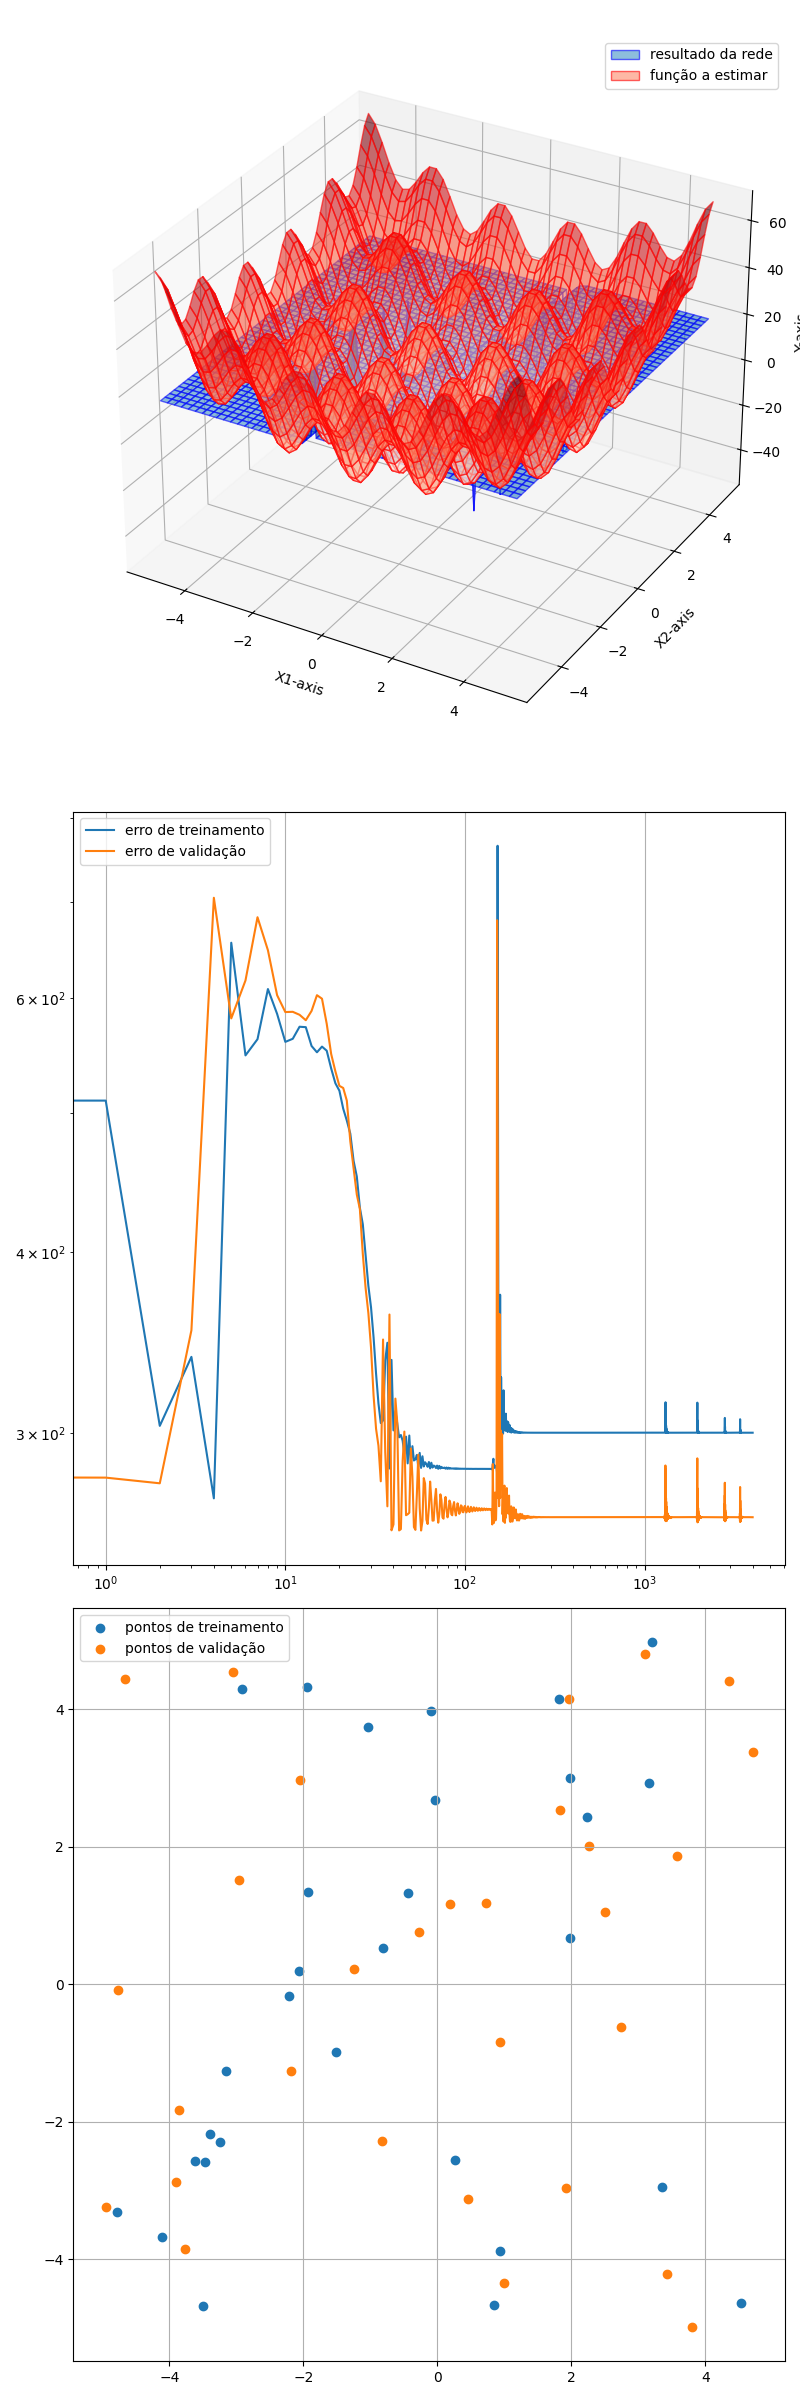 resultado da rede
função a estimar
60
40
20
0
−20
−40
4
2
0
−2
−4
X2-axis
−4
−2
0
2
4
X1-axis
erro de treinamento
erro de validação
6 × 10²
4 × 10²
3 × 10²
10⁰
10¹
10²
10³
pontos de treinamento
pontos de validação
4
2
0
−2
−4
−4
−2
0
2
4